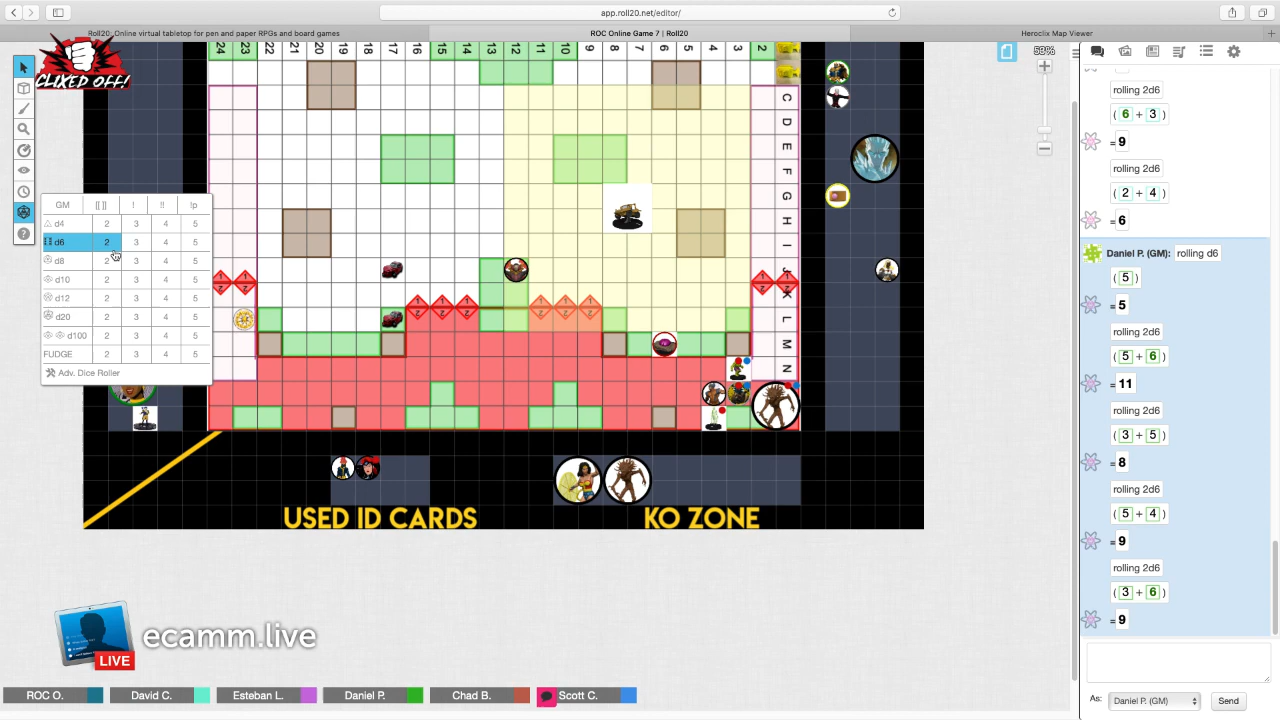 app.roll20.net/editor/
Roll20: Online virtual tabletop for pen and paper RPGs and board games
ROC Online Game 7 | Roll20
Heroclix Map Viewer
CLIXED OFF!
24 23 22 21 20 19 18 17 16 15 14 13 12 11 10 9 8 7 6 5 4 3 2
C
D
E
F
G
H
I
J
K
L
M
N
53%
GM [[ ]] ! !! !p
d4 2 3 4 5
d6 2 3 4 5
d8 2 3 4 5
d10 2 3 4 5
d12 2 3 4 5
d20 2 3 4 5
d100 2 3 4 5
FUDGE 2 3 4 5
Adv. Dice Roller
USED ID CARDS
KO ZONE
ecamm.live
LIVE
ROC O.
David C.
Esteban L.
Daniel P.
Chad B.
Scott C.
rolling 2d6
( 6 + 3 )
= 9
rolling 2d6
( 2 + 4 )
= 6
Daniel P. (GM): rolling d6
( 5 )
= 5
rolling 2d6
( 5 + 6 )
= 11
rolling 2d6
( 3 + 5 )
= 8
rolling 2d6
( 5 + 4 )
= 9
rolling 2d6
( 3 + 6 )
= 9
As: Daniel P. (GM) Send